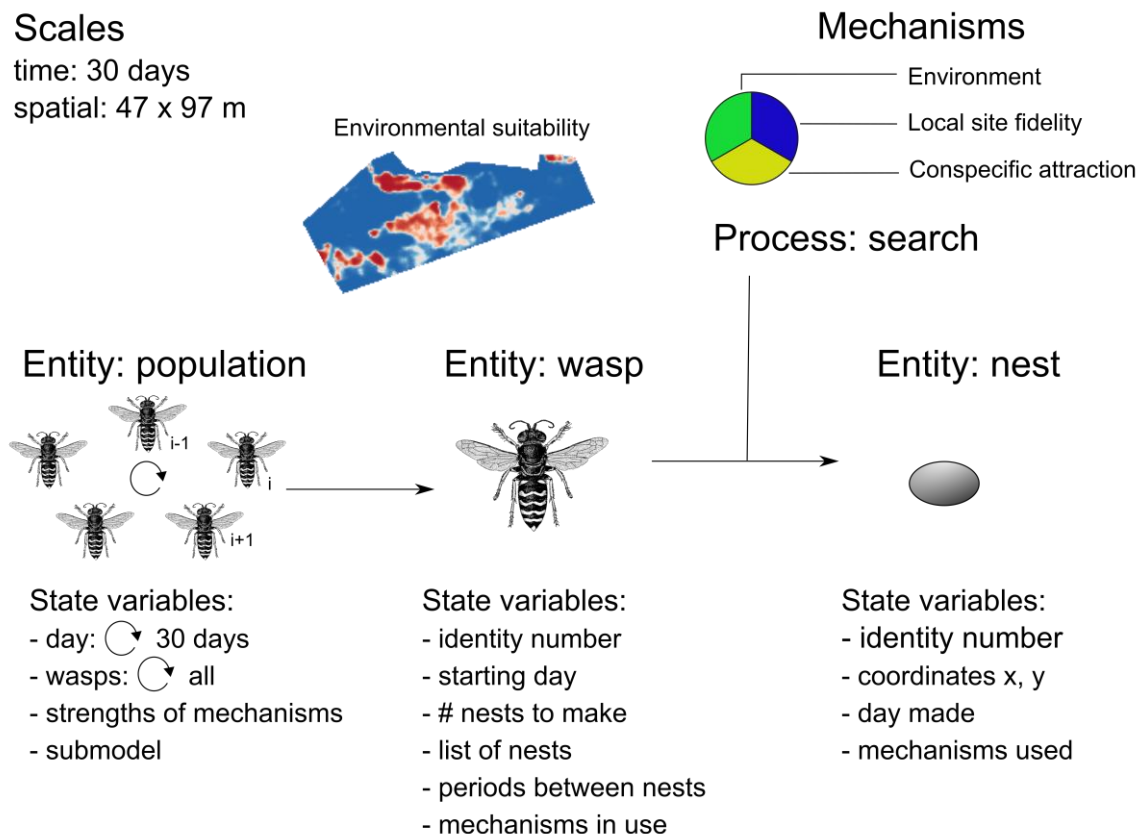 Scales
time: 30 days
spatial: 47 x 97 m
Environmental suitability
Mechanisms
Environment
Local site fidelity
Conspecific attraction
Process: search
Entity: population
i-1
i
i+1
Entity: wasp
Entity: nest
State variables:
- day: 30 days
- wasps: all
- strengths of mechanisms
- submodel
State variables:
- identity number
- starting day
- # nests to make
- list of nests
- periods between nests
- mechanisms in use
State variables:
- identity number
- coordinates x, y
- day made
- mechanisms used